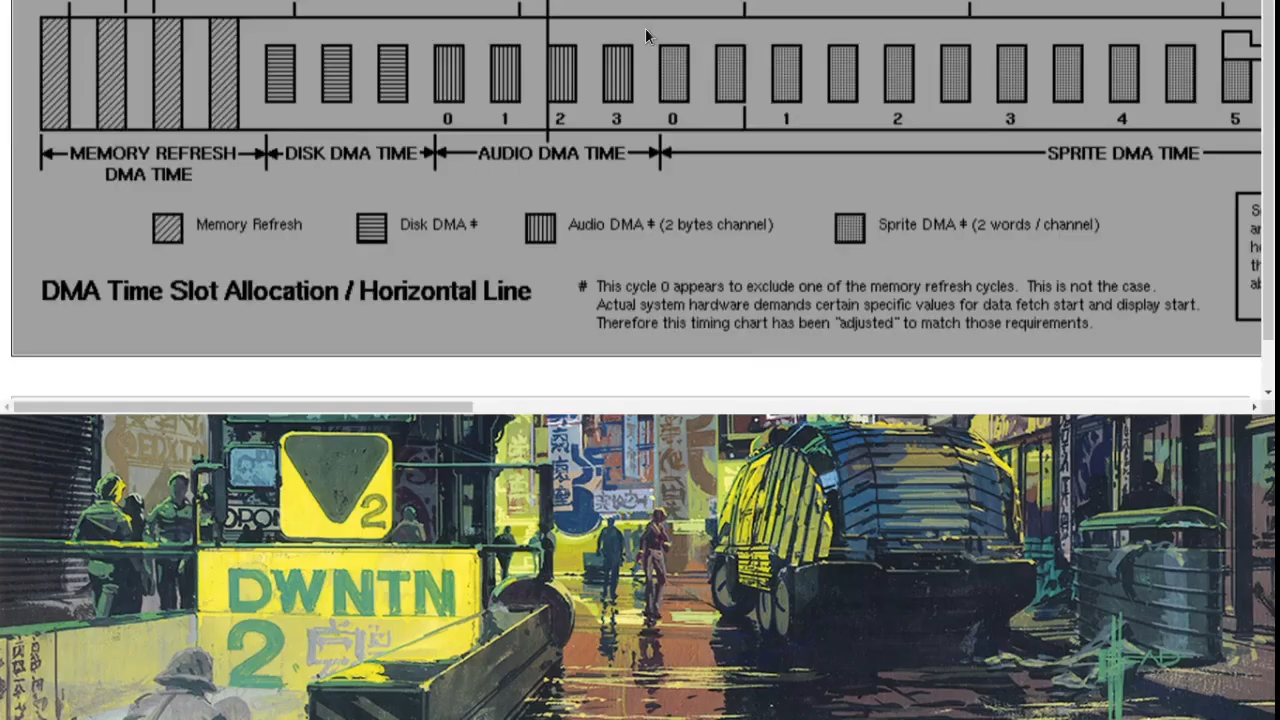 0 1 2 3 0 1 2 3 4 5
MEMORY REFRESH DISK DMA TIME AUDIO DMA TIME SPRITE DMA TIME
DMA TIME
Memory Refresh Disk DMA * Audio DMA * (2 bytes channel) Sprite DMA * (2 words / channel)
DMA Time Slot Allocation / Horizontal Line
# This cycle 0 appears to exclude one of the memory refresh cycles. This is not the case.
Actual system hardware demands certain specific values for data fetch start and display start.
Therefore this timing chart has been "adjusted" to match those requirements.
2
DWNTN
2